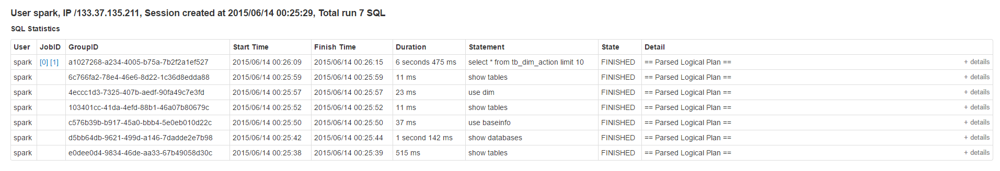 User spark, IP /133.37.135.211, Session created at 2015/06/14 00:25:29, Total run 7 SQL
SQL Statistics
User JobID GroupID Start Time Finish Time Duration Statement State Detail
spark [0] [1] a1027268-a234-4005-b75a-7b2f2a1ef527 2015/06/14 00:26:09 2015/06/14 00:26:15 6 seconds 475 ms select * from tb_dim_action limit 10 FINISHED == Parsed Logical Plan == + details
spark 6c766fa2-78e4-46e6-8d22-1c36d8edda88 2015/06/14 00:25:59 2015/06/14 00:25:59 11 ms show tables FINISHED == Parsed Logical Plan == + details
spark 4eccc1d3-7325-407b-aedf-90fa49c7e3fd 2015/06/14 00:25:57 2015/06/14 00:25:57 23 ms use dim FINISHED == Parsed Logical Plan == + details
spark 103401cc-41da-4efd-88b1-46a07b80679c 2015/06/14 00:25:52 2015/06/14 00:25:52 11 ms show tables FINISHED == Parsed Logical Plan == + details
spark c576b39b-b917-45a0-bbb4-5e0eb010d22c 2015/06/14 00:25:50 2015/06/14 00:25:50 37 ms use baseinfo FINISHED == Parsed Logical Plan == + details
spark d5bb64db-9621-499d-a146-7dadde2e7b98 2015/06/14 00:25:42 2015/06/14 00:25:44 1 second 142 ms show databases FINISHED == Parsed Logical Plan == + details
spark e0dee0d4-9834-46de-aa33-67b49058d30c 2015/06/14 00:25:38 2015/06/14 00:25:39 515 ms show tables FINISHED == Parsed Logical Plan == + details